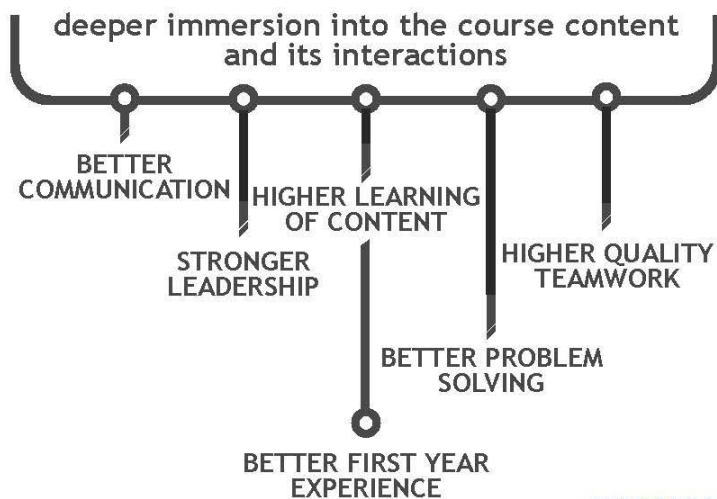 deeper immersion into the course content
and its interactions
BETTER
COMMUNICATION
HIGHER LEARNING
OF CONTENT
STRONGER
LEADERSHIP
HIGHER QUALITY
TEAMWORK
BETTER PROBLEM
SOLVING
BETTER FIRST YEAR
EXPERIENCE